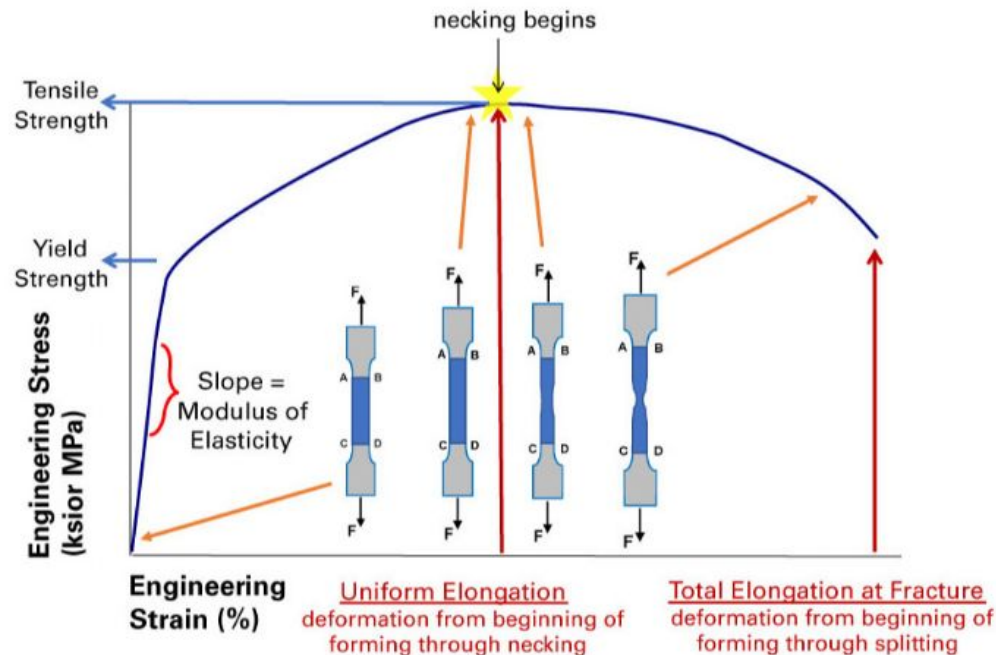 necking begins
Tensile
Strength
Yield
Strength
Engineering Stress
(ksior MPa)
Slope =
Modulus of
Elasticity
F
A B
C D
F
F
A B
C D
F
F
A B
C D
F
F
A B
C D
F
Engineering
Strain (%)
Uniform Elongation
deformation from beginning of
forming through necking
Total Elongation at Fracture
deformation from beginning of
forming through splitting